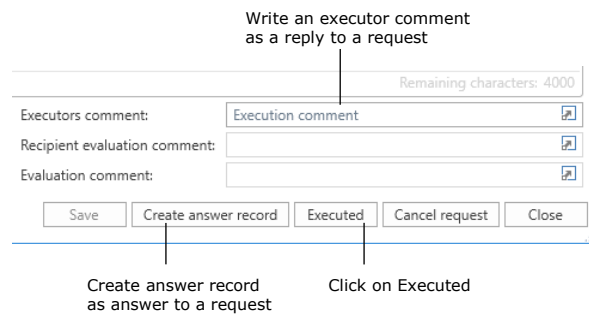 Write an executor comment
as a reply to a request
Remaining characters: 4000
Executors comment: Execution comment
Recipient evaluation comment:
Evaluation comment:
Save Create answer record Executed Cancel request Close
Create answer record
as answer to a request
Click on Executed